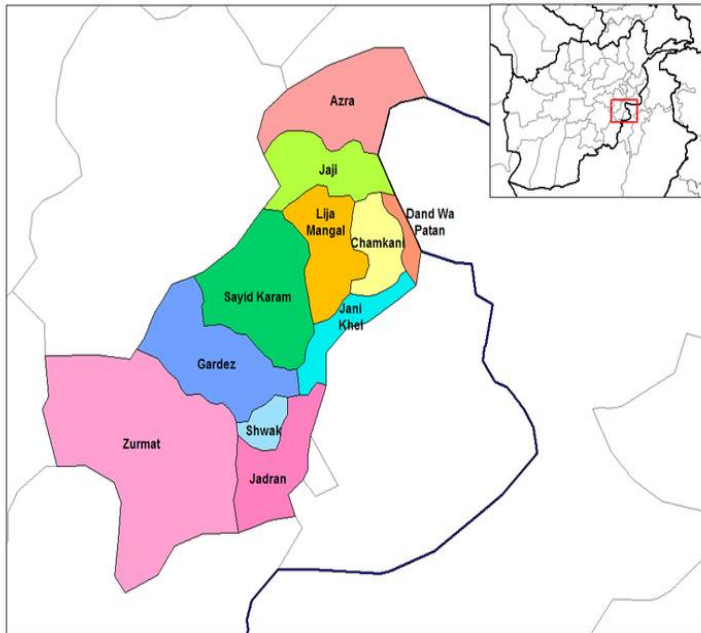 Azra
Jaji
Lija
Mangal
Dand Wa
Patan
Chamkani
Sayid Karam
Jani
Khel
Gardez
Shwak
Zurmat
Jadran